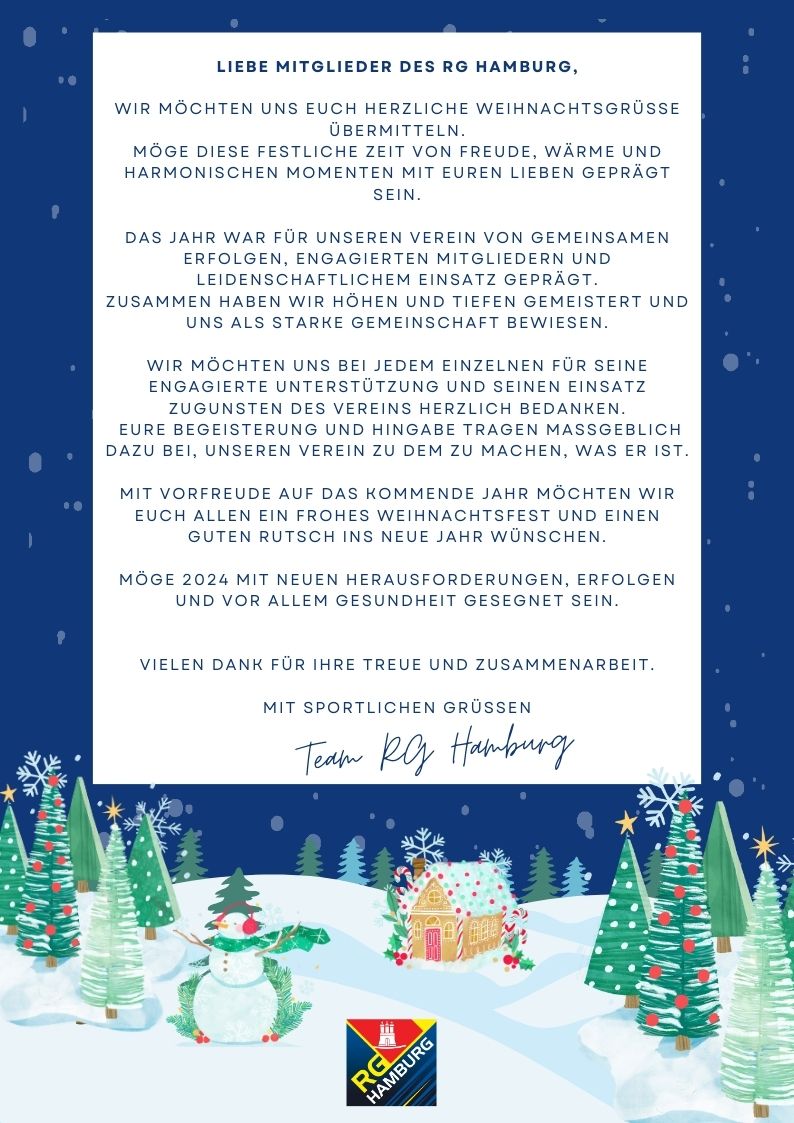 LIEBE MITGLIEDER DES RG HAMBURG,
WIR MÖCHTEN UNS EUCH HERZLICHE WEIHNACHTSGRÜSSE
ÜBERMITTELN.
MÖGE DIESE FESTLICHE ZEIT VON FREUDE, WÄRME UND
HARMONISCHEN MOMENTEN MIT EUREN LIEBEN GEPRÄGT
SEIN.
DAS JAHR WAR FÜR UNSEREN VEREIN VON GEMEINSAMEN
ERFOLGEN, ENGAGIERTEN MITGLIEDERN UND
LEIDENSCHAFTLICHEM EINSATZ GEPRÄGT.
ZUSAMMEN HABEN WIR HÖHEN UND TIEFEN GEMEISTERT UND
UNS ALS STARKE GEMEINSCHAFT BEWIESEN.
WIR MÖCHTEN UNS BEI JEDEM EINZELNEN FÜR SEINE
ENGAGIERTE UNTERSTÜTZUNG UND SEINEN EINSATZ
ZUGUNSTEN DES VEREINS HERZLICH BEDANKEN.
EURE BEGEISTERUNG UND HINGABE TRAGEN MASSGEBLICH
DAZU BEI, UNSEREN VEREIN ZU DEM ZU MACHEN, WAS ER IST.
MIT VORFREUDE AUF DAS KOMMENDE JAHR MÖCHTEN WIR
EUCH ALLEN EIN FROHES WEIHNACHTSFEST UND EINEN
GUTEN RUTSCH INS NEUE JAHR WÜNSCHEN.
MÖGE 2024 MIT NEUEN HERAUSFORDERUNGEN, ERFOLGEN
UND VOR ALLEM GESUNDHEIT GESEGNET SEIN.
VIELEN DANK FÜR IHRE TREUE UND ZUSAMMENARBEIT.
MIT SPORTLICHEN GRÜSSEN
Team RG Hamburg
RG
HAMBURG